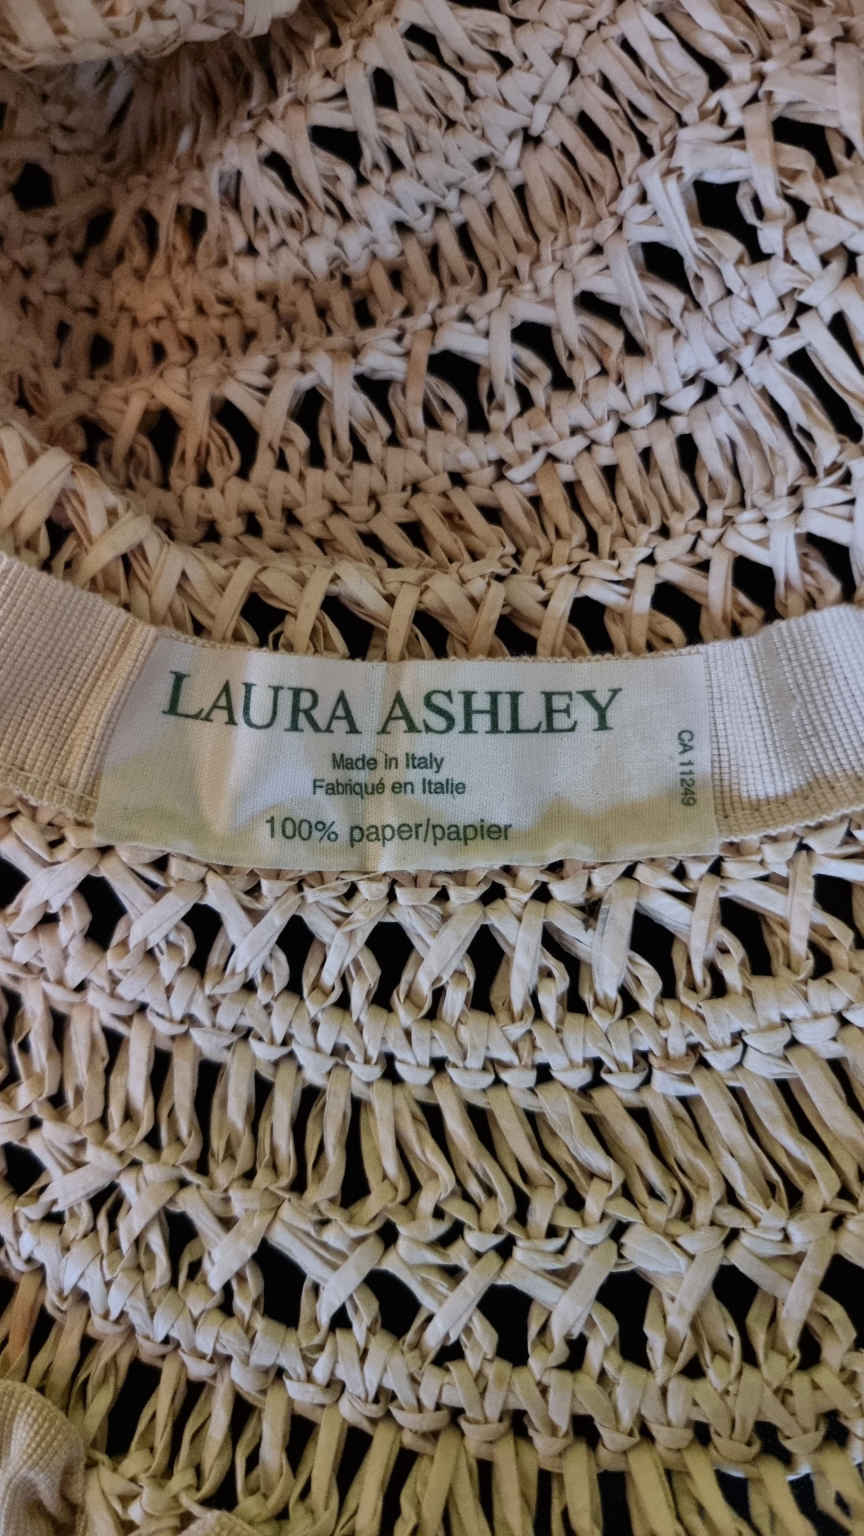 LAURA ASHLEY
Made in Italy
Fabriqué en Italie
100% paper/papier
CA 11249